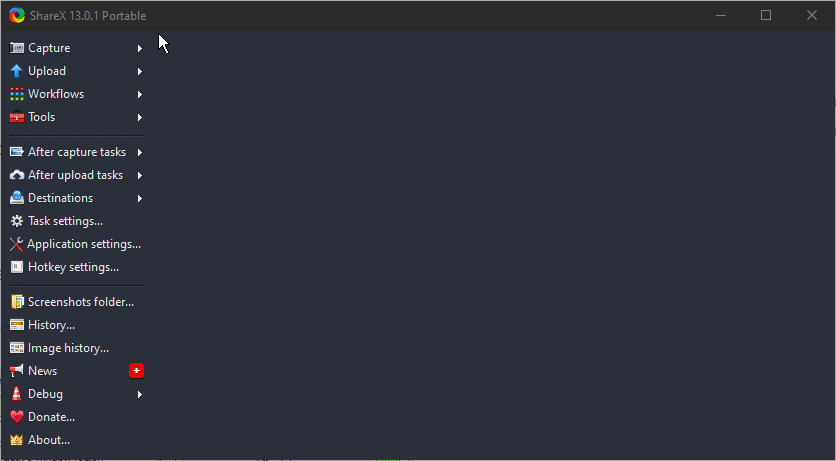 ShareX 13.0.1 Portable
Capture
Upload
Workflows
Tools
After capture tasks
After upload tasks
Destinations
Task settings...
Application settings...
Hotkey settings...
Screenshots folder...
History...
Image history...
News
Debug
Donate...
About...